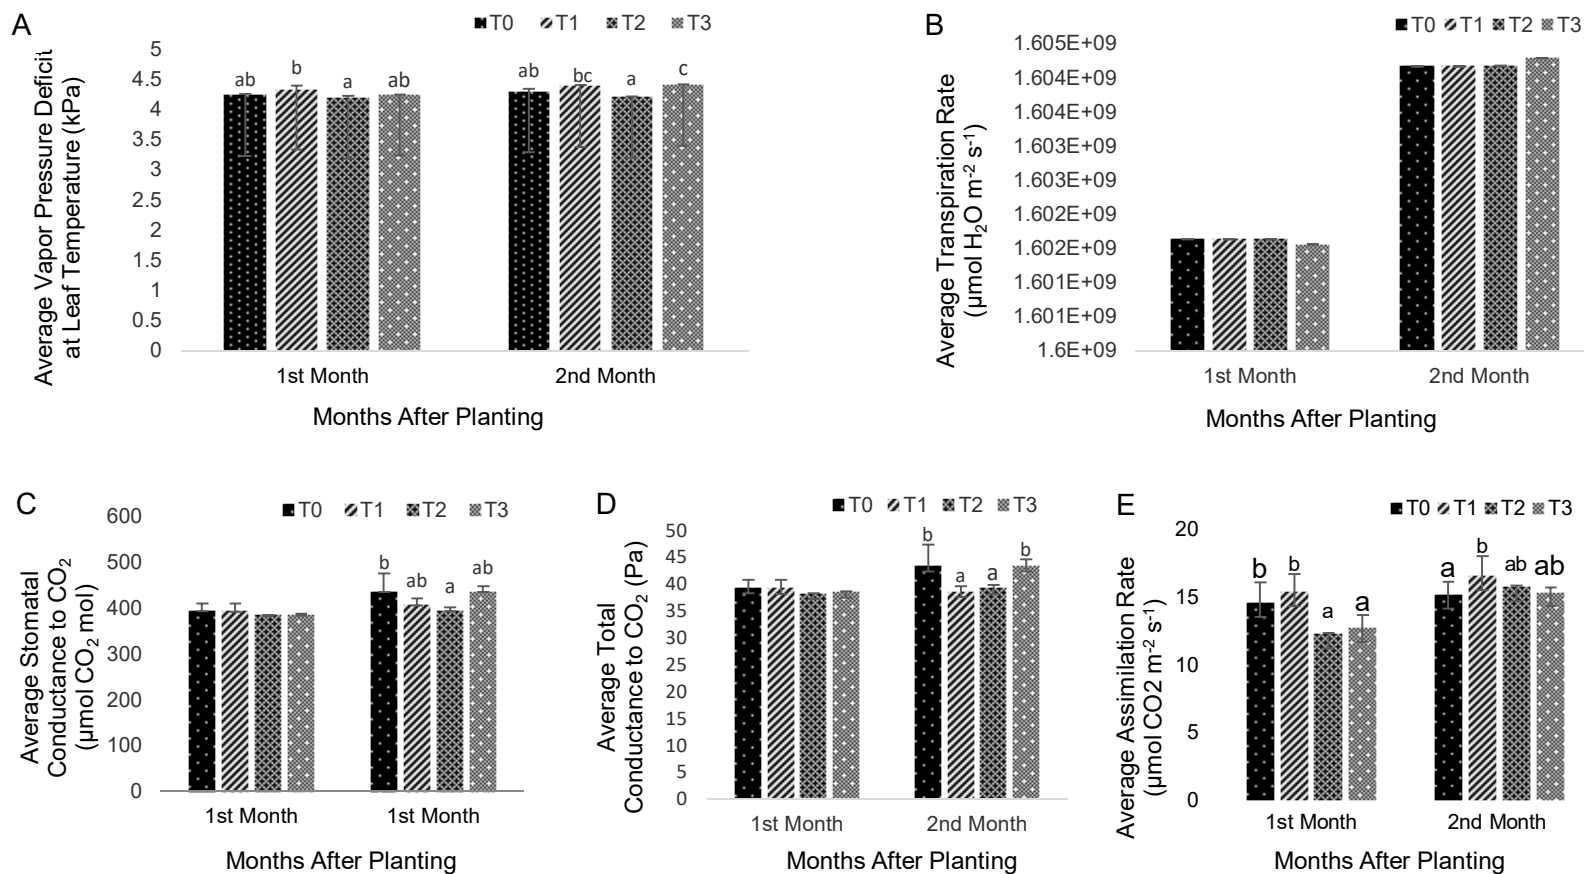 A
T0 T1 T2 T3
Average Vapor Pressure Deficit
at Leaf Temperature (kPa)
5
4.5
4
3.5
3
2.5
2
1.5
1
0.5
0
ab b a ab
ab bc a c
1st Month 2nd Month
Months After Planting
B
T0 T1 T2 T3
Average Transpiration Rate
(µmol H2O m-2 s-1)
1.605E+09
1.604E+09
1.604E+09
1.603E+09
1.603E+09
1.602E+09
1.602E+09
1.601E+09
1.601E+09
1.6E+09
1st Month 2nd Month
Months After Planting
C
T0 T1 T2 T3
Average Stomatal
Conductance to CO2
(µmol CO2 mol)
600
500
400
300
200
100
0
b ab a ab
1st Month 1st Month
Months After Planting
D
T0 T1 T2 T3
Average Total
Conductance to CO2 (Pa)
50
45
40
35
30
25
20
15
10
5
0
b a a b
1st Month 2nd Month
Months After Planting
E
T0 T1 T2 T3
Average Assimilation Rate
(µmol CO2 m-2 s-1)
20
15
10
5
0
b b a a
a b ab ab
1st Month 2nd Month
Months After Planting